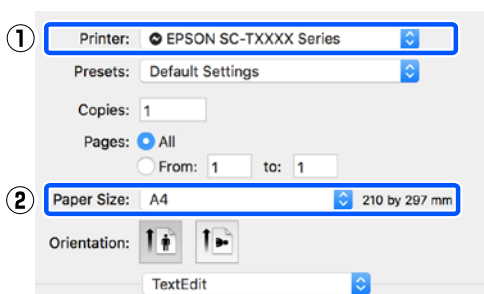 ① Printer: EPSON SC-TXXXX Series
Presets: Default Settings
Copies: 1
Pages: All
From: 1 to: 1
② Paper Size: A4 210 by 297 mm
Orientation:
TextEdit